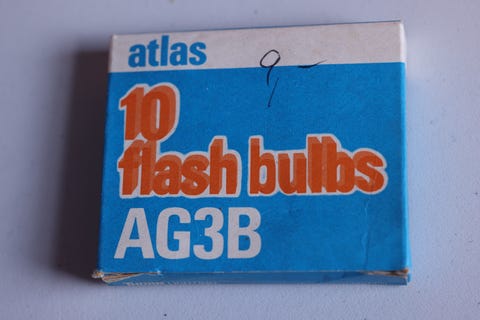 atlas
9,-
10
flash bulbs
AG3B